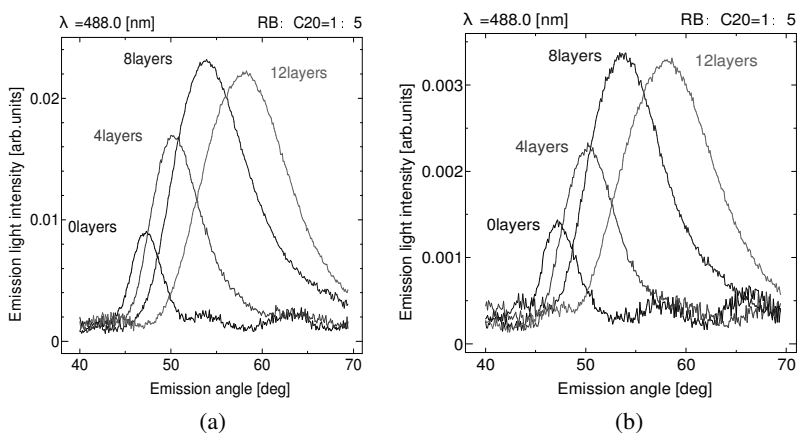 λ =488.0 [nm] RB: C20=1: 5
8layers
12layers
4layers
0layers
0.02
0.01
0
Emission light intensity [arb.units]
40 50 60 70
Emission angle [deg]
(a)
λ =488.0 [nm] RB: C20=1: 5
8layers
12layers
4layers
0layers
0.003
0.002
0.001
0.000
Emission light intensity [arb.units]
40 50 60 70
Emission angle [deg]
(b)